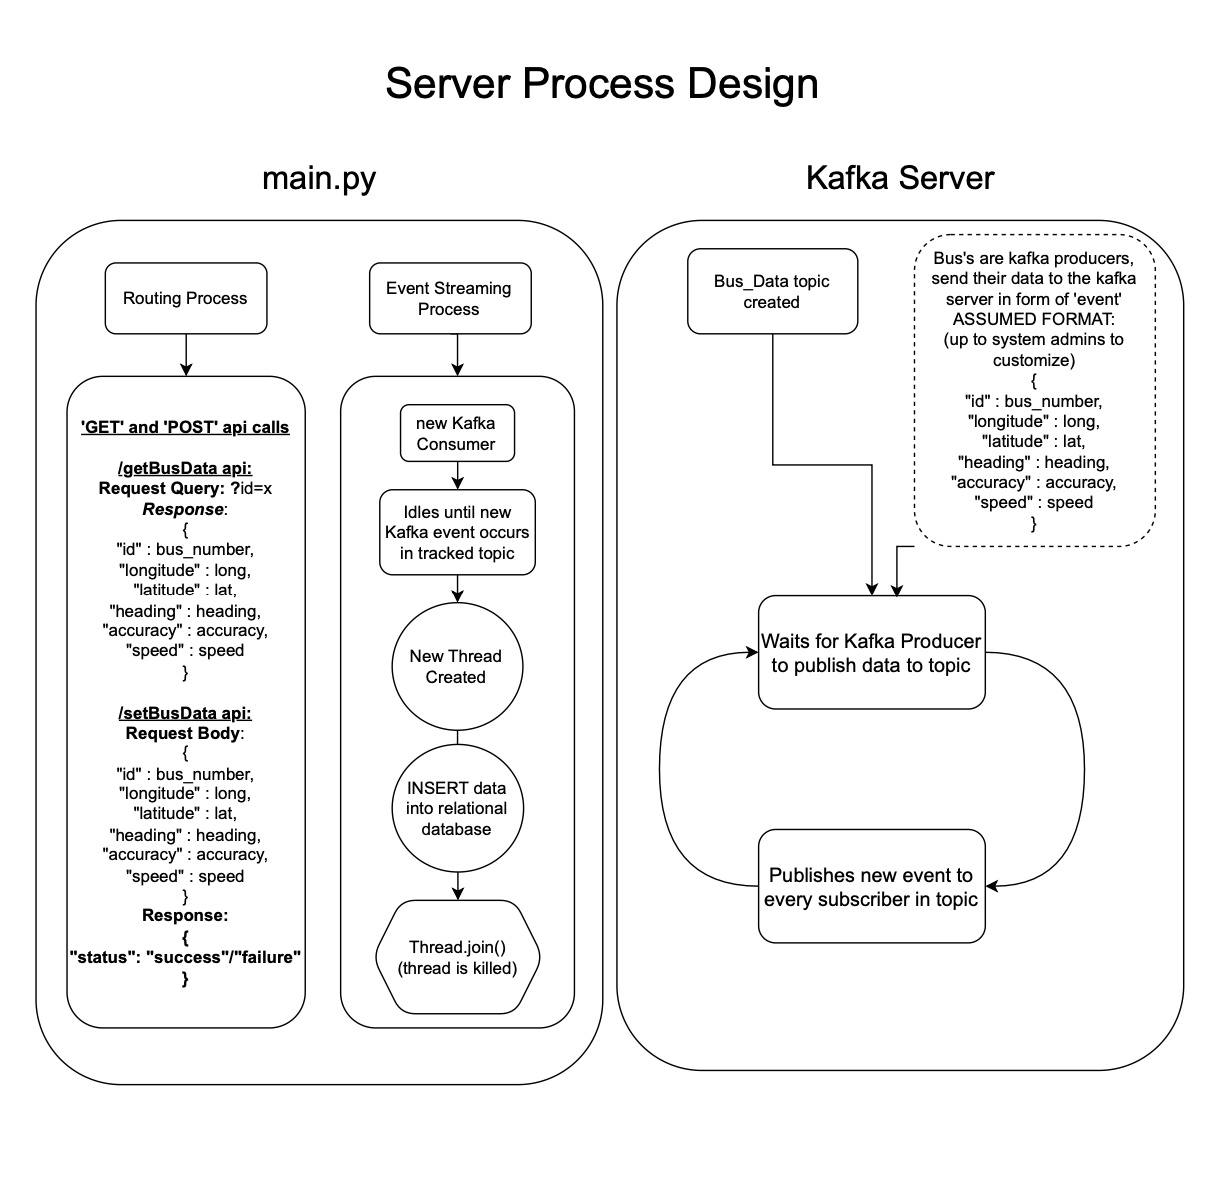 Server Process Design
main.py
Routing Process
'GET' and 'POST' api calls
/getBusData api:
Request Query: ?id=x
Response:
{
"id" : bus_number,
"longitude" : long,
"latitude" : lat,
"heading" : heading,
"accuracy" : accuracy,
"speed" : speed
}
/setBusData api:
Request Body:
{
"id" : bus_number,
"longitude" : long,
"latitude" : lat,
"heading" : heading,
"accuracy" : accuracy,
"speed" : speed
}
Response:
{
"status": "success"/"failure"
}
Event Streaming
Process
new Kafka
Consumer
Idles until new
Kafka event occurs
in tracked topic
New Thread
Created
INSERT data
into relational
database
Thread.join()
(thread is killed)
Kafka Server
Bus_Data topic
created
Bus's are kafka producers,
send their data to the kafka
server in form of 'event'
ASSUMED FORMAT:
(up to system admins to
customize)
{
"id" : bus_number,
"longitude" : long,
"latitude" : lat,
"heading" : heading,
"accuracy" : accuracy,
"speed" : speed
}
Waits for Kafka Producer
to publish data to topic
Publishes new event to
every subscriber in topic